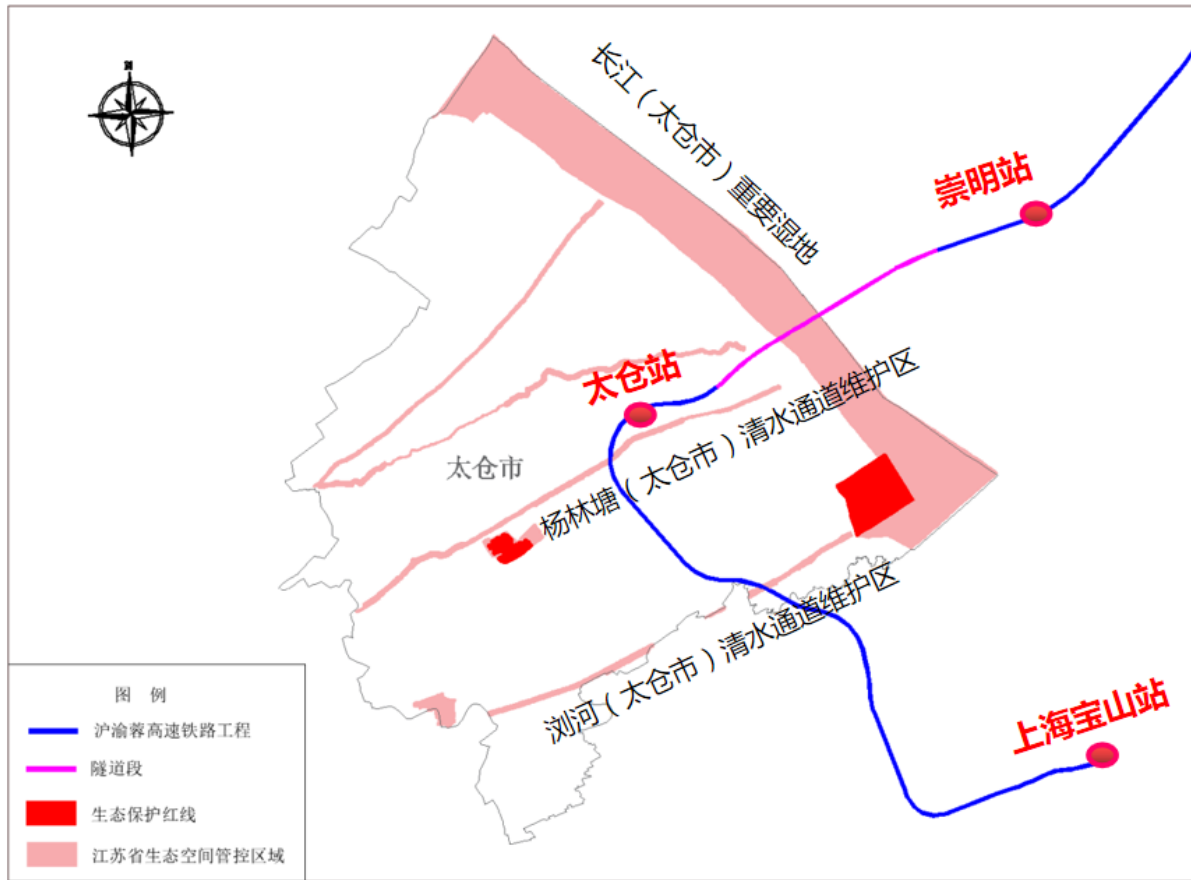 N
长江（太仓市）重要湿地
崇明站
太仓站
杨林塘（太仓市）清水通道维护区
太仓市
浏河（太仓市）清水通道维护区
上海宝山站
图 例
沪渝蓉高速铁路工程
隧道段
生态保护红线
江苏省生态空间管控区域